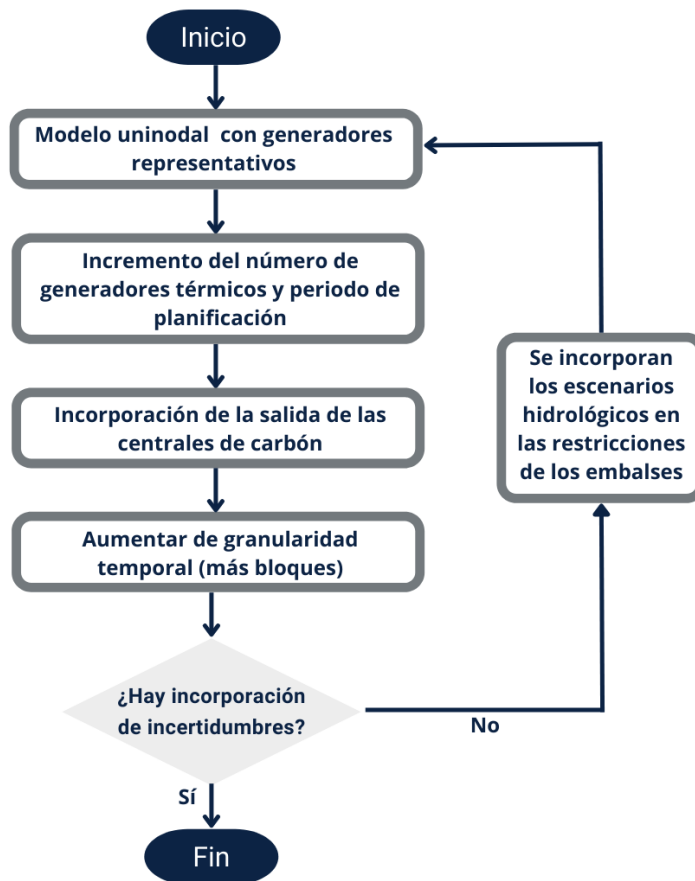 Inicio
Modelo uninodal con generadores
representativos
Incremento del número de
generadores térmicos y periodo de
planificación
Incorporación de la salida de las
centrales de carbón
Aumentar de granularidad
temporal (más bloques)
¿Hay incorporación
de incertidumbres?
No
Se incorporan
los escenarios
hidrológicos en
las restricciones
de los embalses
Sí
Fin